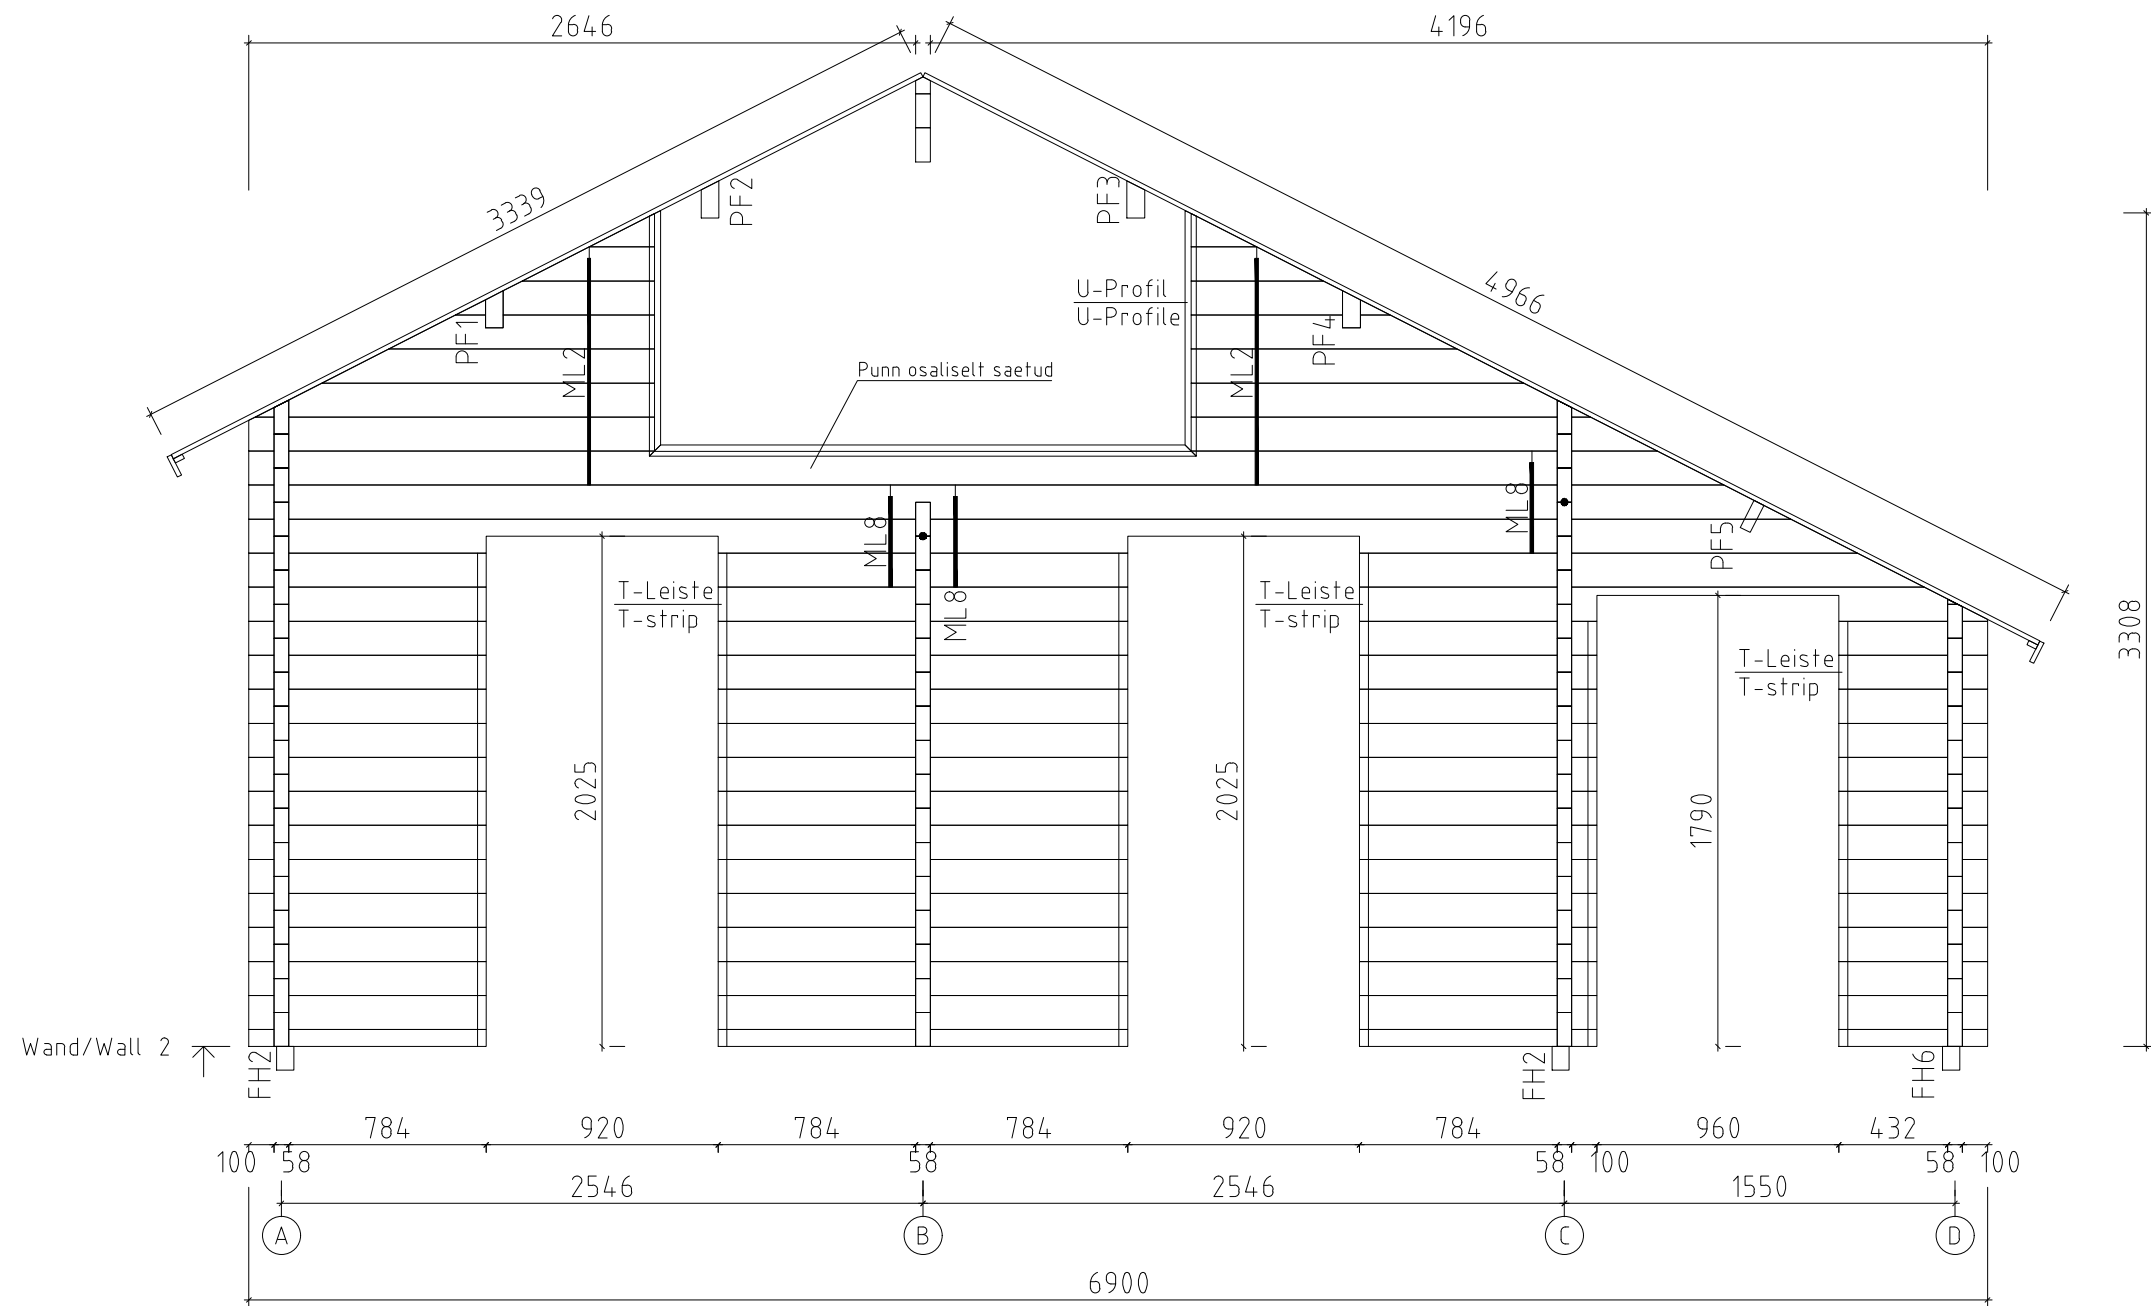 2646
4196
3339
PF2
PF3
4966
U-Profil
U-Profile
PF1
ML2
ML2
PF4
Punn osaliselt saetud
ML8
ML8
ML8
PF5
T-Leiste
T-strip
T-Leiste
T-strip
T-Leiste
T-strip
3308
2025
2025
1790
Wand/Wall 2
FH2
FH2
FH6
784
920
784
784
920
784
960
432
100
58
58
58
100
58
100
2546
2546
1550
A
B
C
D
6900